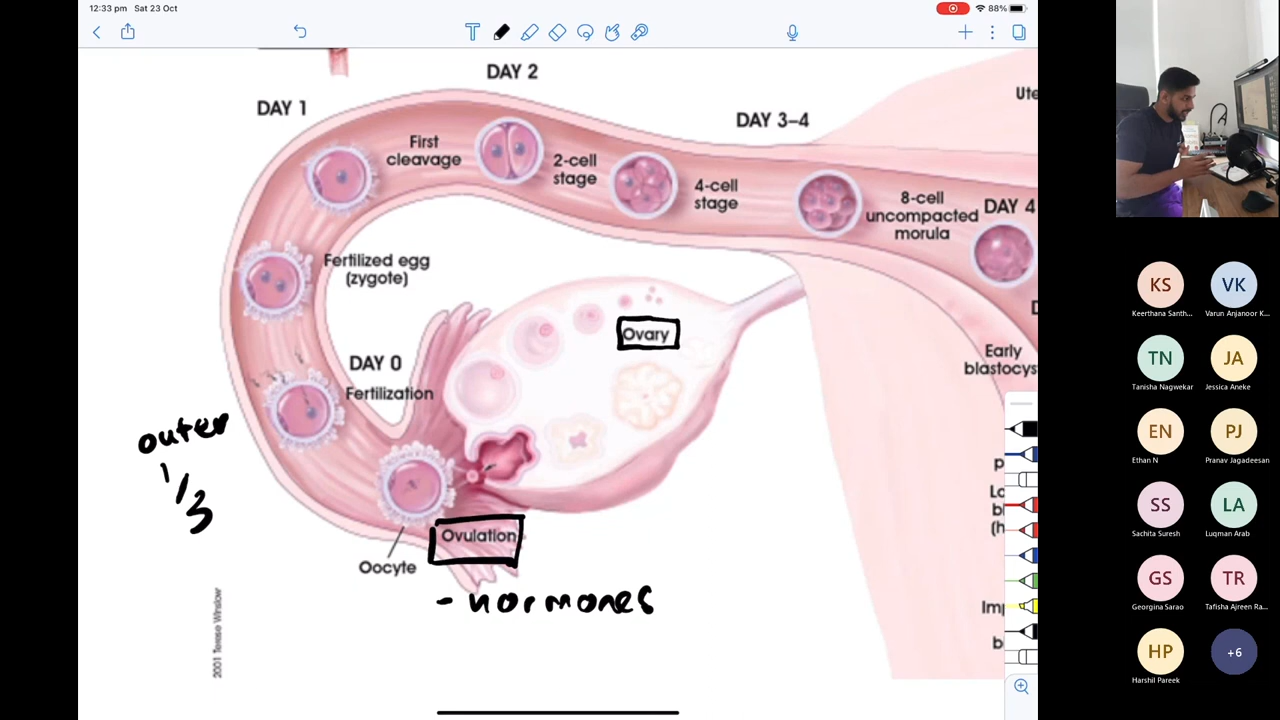 12:33 pm Sat 23 Oct
88%
T
DAY 1
DAY 2
DAY 3–4
Ute
First
cleavage
2-cell
stage
4-cell
stage
8-cell
uncompacted
morula
DAY 4
Fertilized egg
(zygote)
Ovary
DAY 0
Fertilization
Early
blastocys
outer
1/3
Ovulation
Oocyte
- hormones
2001 Terese Winslow
Imp
b
KS
Keerthana Santh...
VK
Varun Anjanoor K...
TN
Tanisha Nagwekar
JA
Jessica Aneke
EN
Ethan N
PJ
Pranav Jagadeesan
SS
Sachita Suresh
LA
Luqman Arab
GS
Georgina Sarao
TR
Tafisha Ajreen Ra...
HP
Harshil Pareek
+6